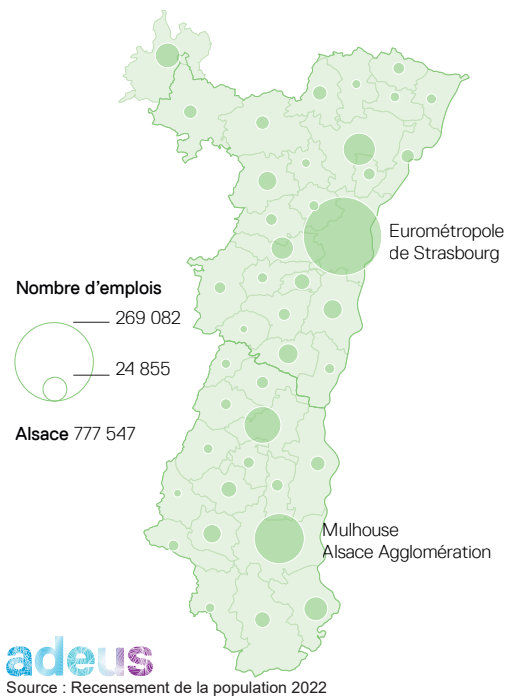 Eurométropole
de Strasbourg
Nombre d’emplois
269 082
24 855
Alsace 777 547
Mulhouse
Alsace Agglomération
adeus
Source : Recensement de la population 2022